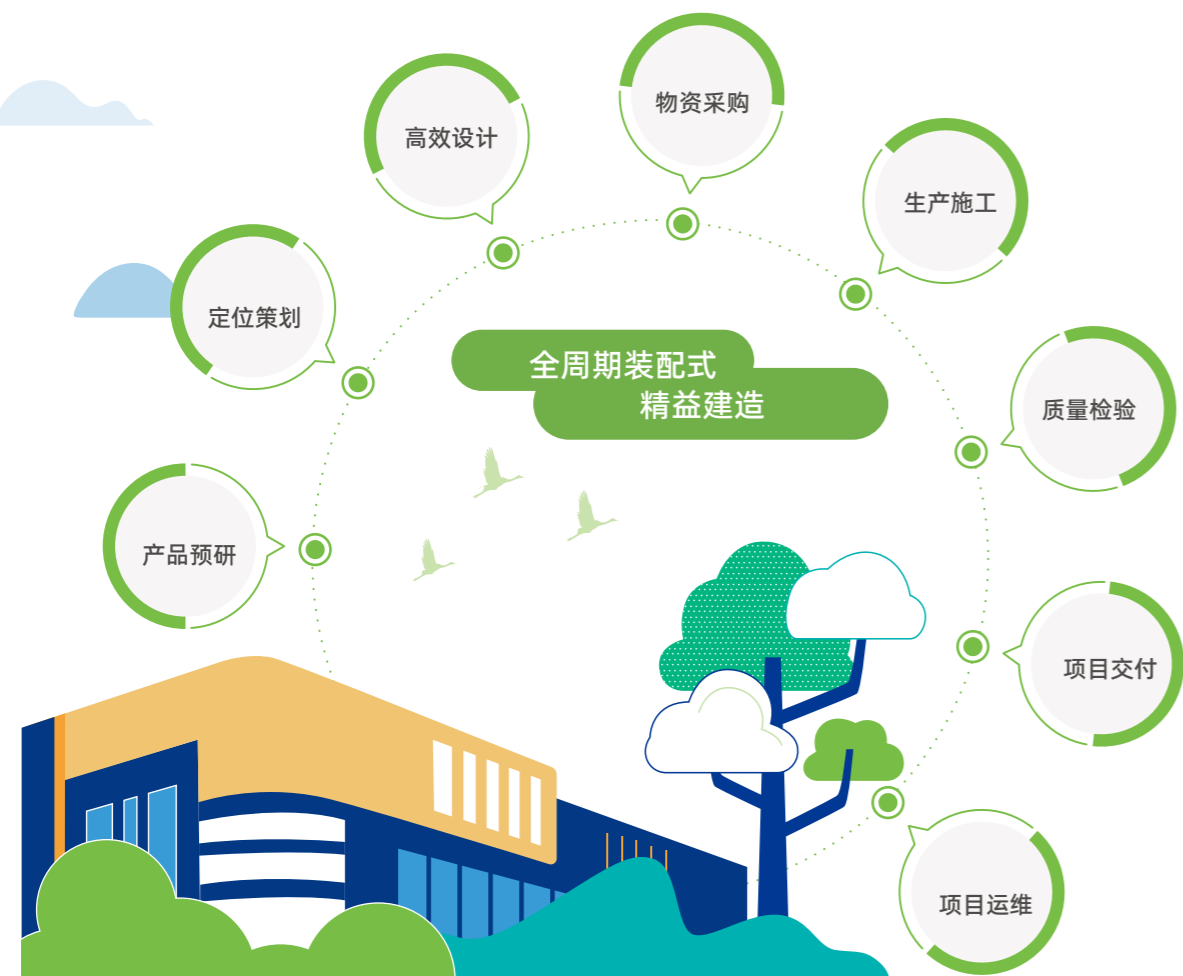 全周期装配式
精益建造
产品预研
定位策划
高效设计
物资采购
生产施工
质量检验
项目交付
项目运维